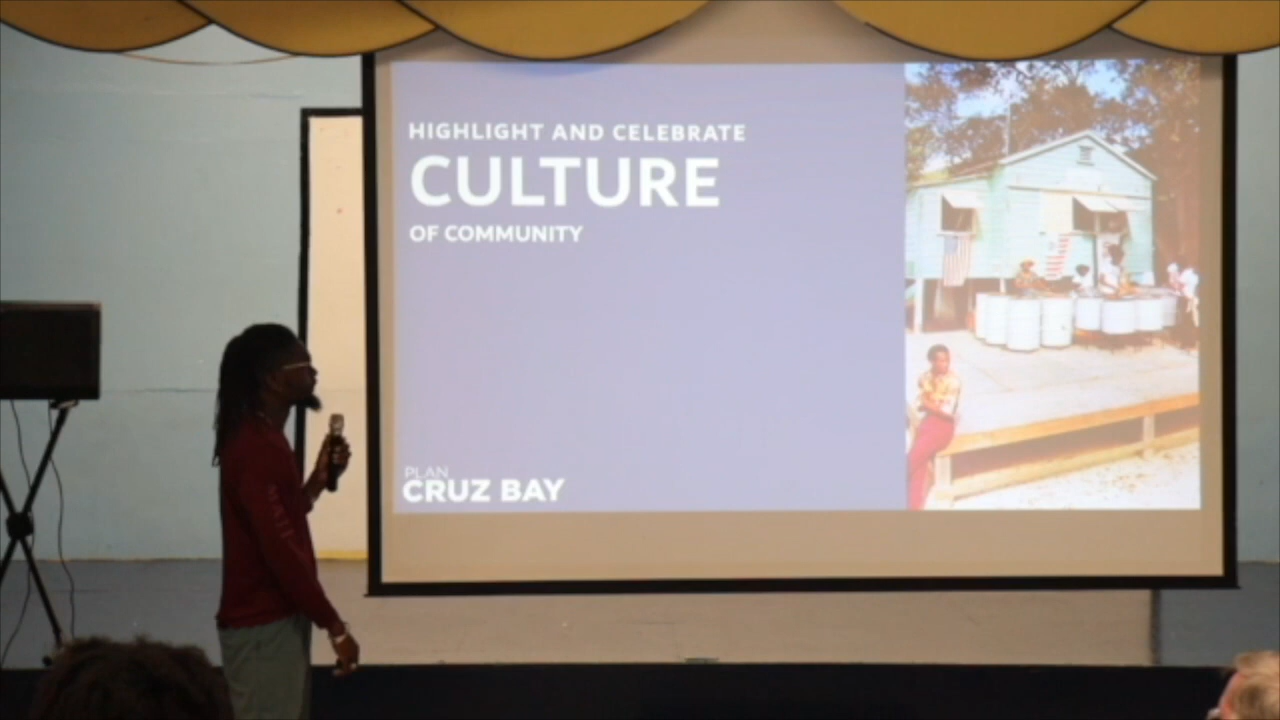 HIGHLIGHT AND CELEBRATE
CULTURE
OF COMMUNITY
PLAN
CRUZ BAY